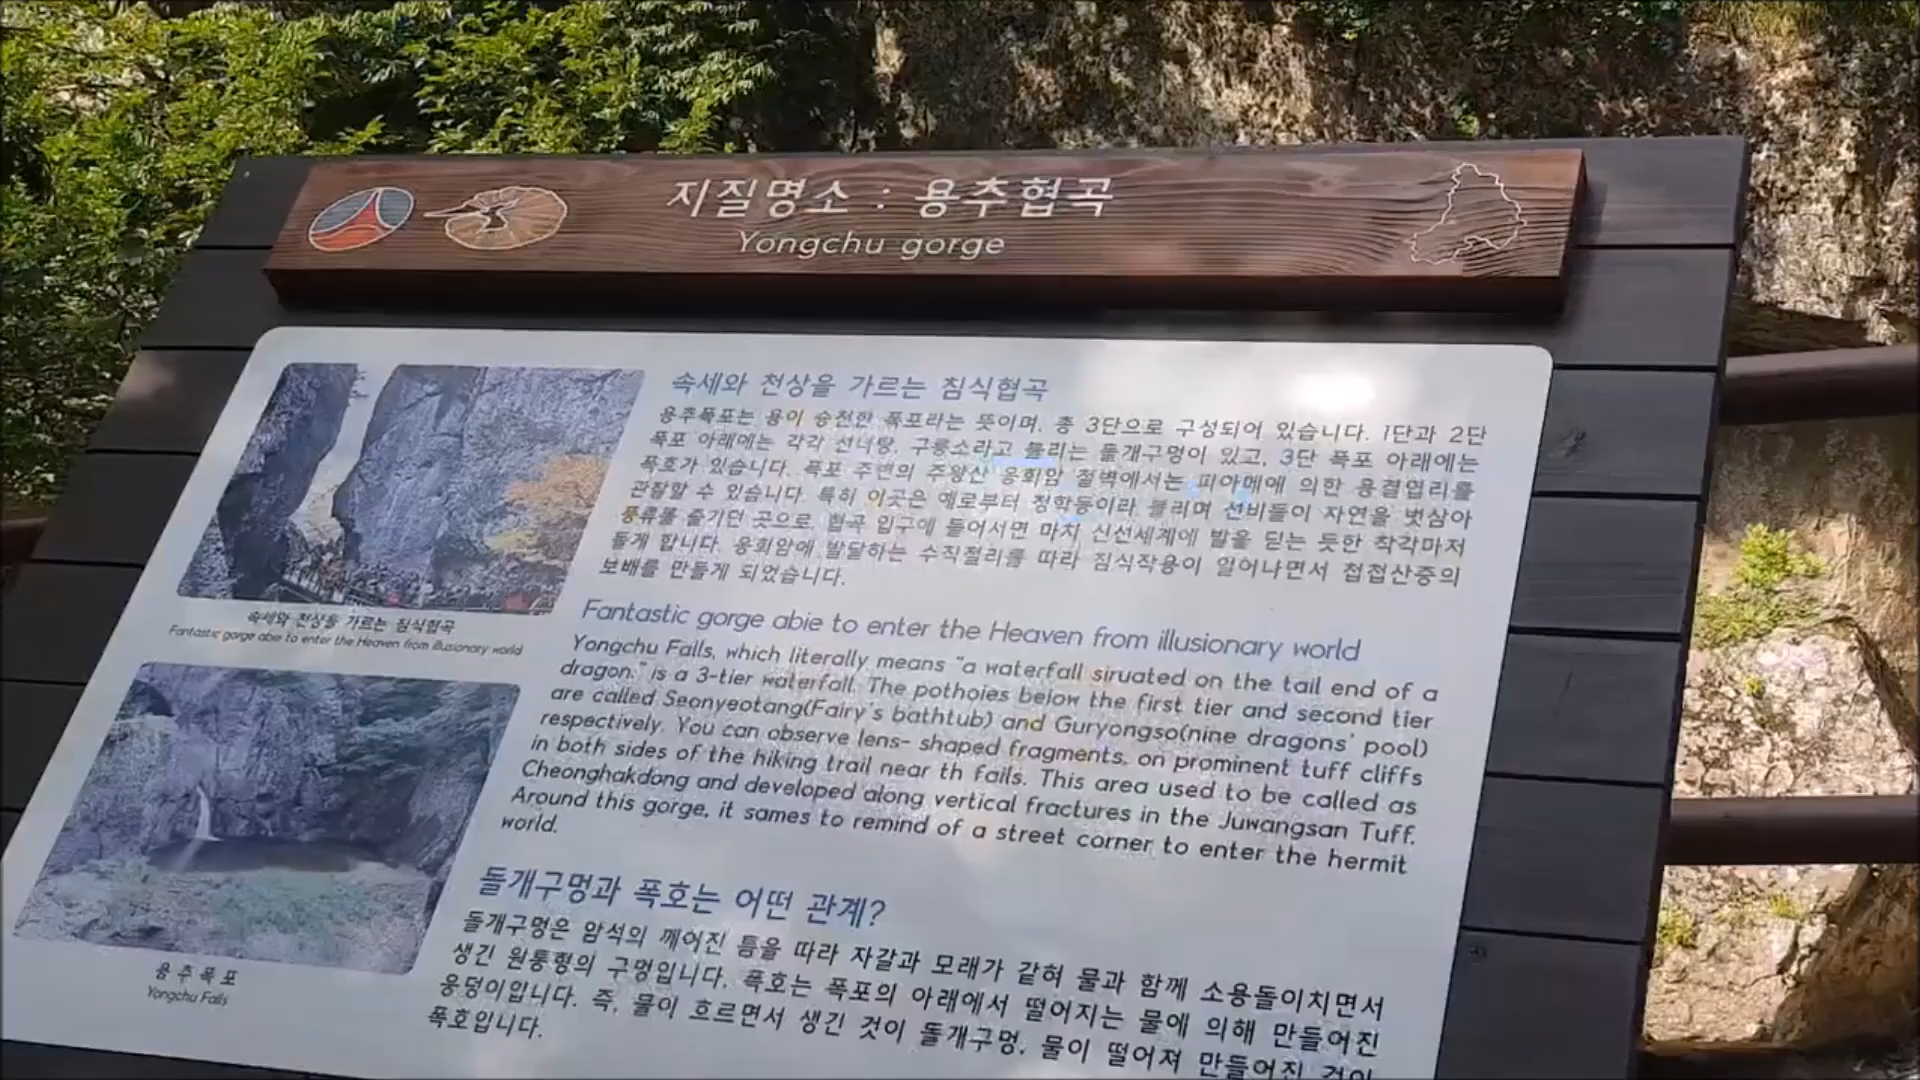 지질명소 : 용추협곡
Yongchu gorge
속세와 천상을 가르는 침식협곡
용추폭포는 용이 승천한 폭포라는 뜻이며, 총 3단으로 구성되어 있습니다. 1단과 2단
폭포 아래에는 각각 선녀탕, 구룡소라고 불리는 돌개구멍이 있고, 3단 폭포 아래에는
폭호가 있습니다. 폭포 주변의 주왕산 응회암 절벽에서는 피아메에 의한 용결엽리를
관찰할 수 있습니다. 특히 이곳은 예로부터 청학동이라 불리며 선비들이 자연을 벗삼아
풍류를 즐기던 곳으로, 협곡 입구에 들어서면 마치 신선세계에 발을 딛는 듯한 착각마저
들게 합니다. 응회암에 발달하는 수직절리를 따라 침식작용이 일어나면서 첩첩산중의
보배를 만들게 되었습니다.
Fantastic gorge abie to enter the Heaven from illusionary world
Yongchu Falls, which literally means "a waterfall siruated on the tail end of a
dragon." is a 3-tier waterfall. The pothoies below the first tier and second tier
are called Seonyeotang(Fairy's bathtub) and Guryongso(nine dragons' pool)
respectively. You can observe lens- shaped fragments, on prominent tuff cliffs
in both sides of the hiking trail near th fails. This area used to be called as
Cheonghakdong and developed along vertical fractures in the Juwangsan Tuff.
Around this gorge, it sames to remind of a street corner to enter the hermit
world.
속세와 천상을 가르는 침식협곡
Fantastic gorge abie to enter the Heaven from illusionary world
용추폭포
Yongchu Falls
돌개구멍과 폭호는 어떤 관계?
돌개구멍은 암석의 깨어진 틈을 따라 자갈과 모래가 갇혀 물과 함께 소용돌이치면서
생긴 원통형의 구멍입니다. 폭호는 폭포의 아래에서 떨어지는 물에 의해 만들어진
웅덩이입니다. 즉, 물이 흐르면서 생긴 것이 돌개구멍, 물이 떨어져 만들어진 것이
폭호입니다.